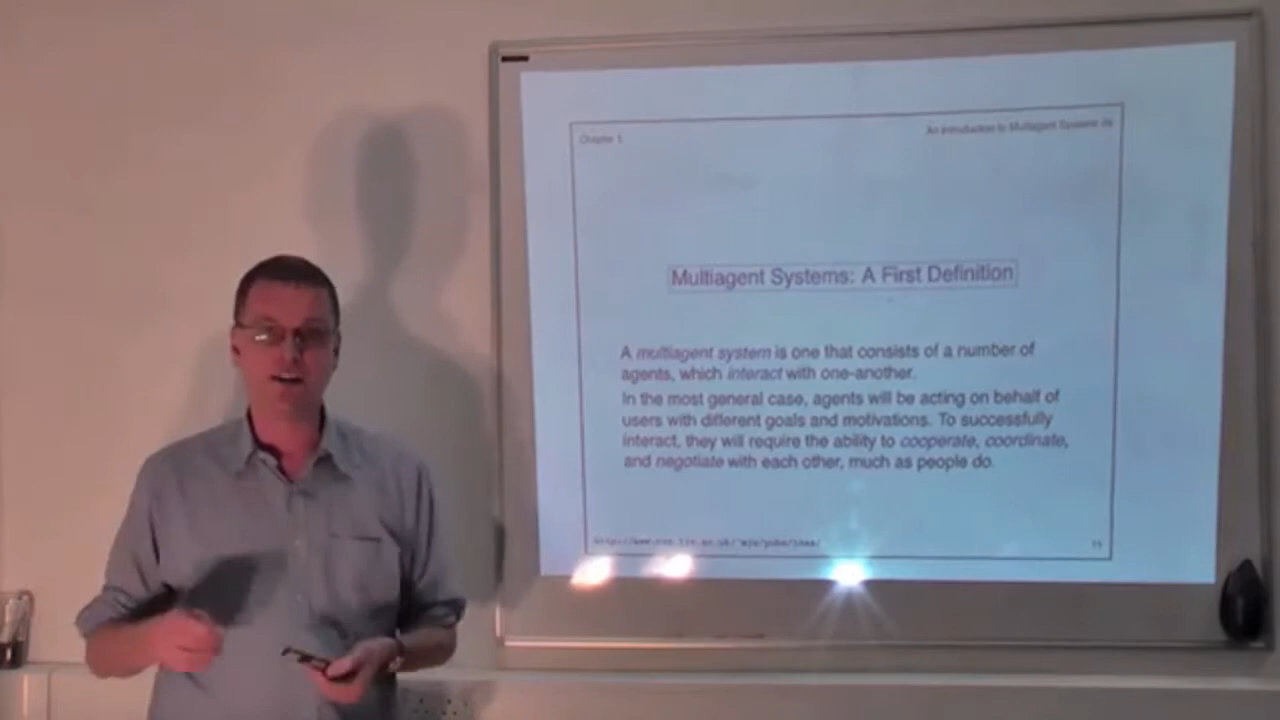 Chapter 1
An Introduction to Multiagent Systems 2e
Multiagent Systems: A First Definition
A multiagent system is one that consists of a number of
agents, which interact with one-another.
In the most general case, agents will be acting on behalf of
users with different goals and motivations. To successfully
interact, they will require the ability to cooperate, coordinate,
and negotiate with each other, much as people do.